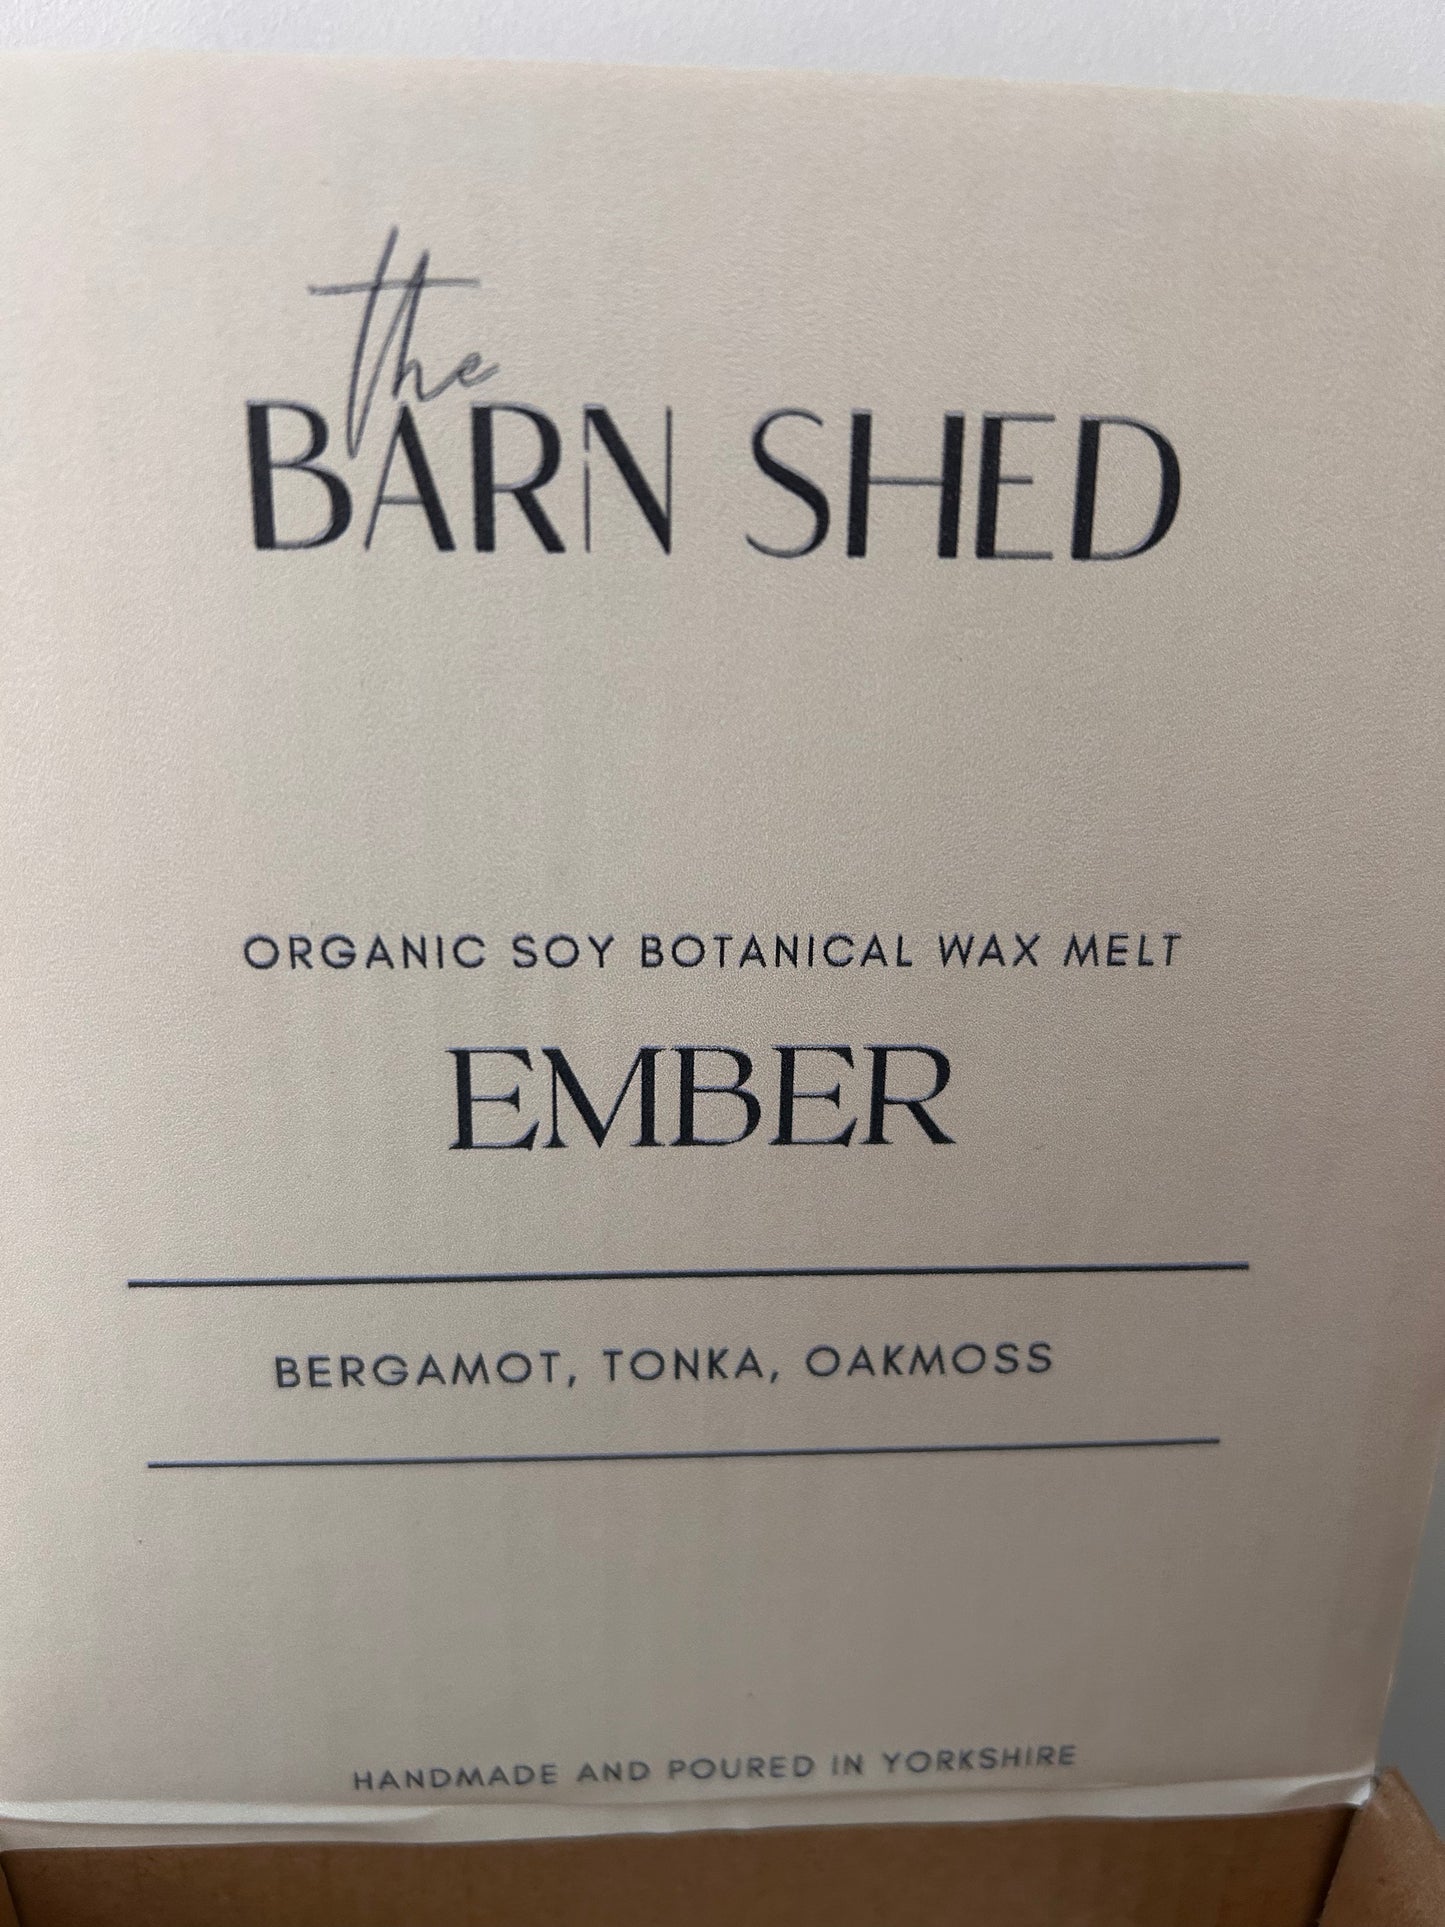 the
BARN SHED
ORGANIC SOY BOTANICAL WAX MELT
EMBER
BERGAMOT, TONKA, OAKMOSS
HANDMADE AND POURED IN YORKSHIRE